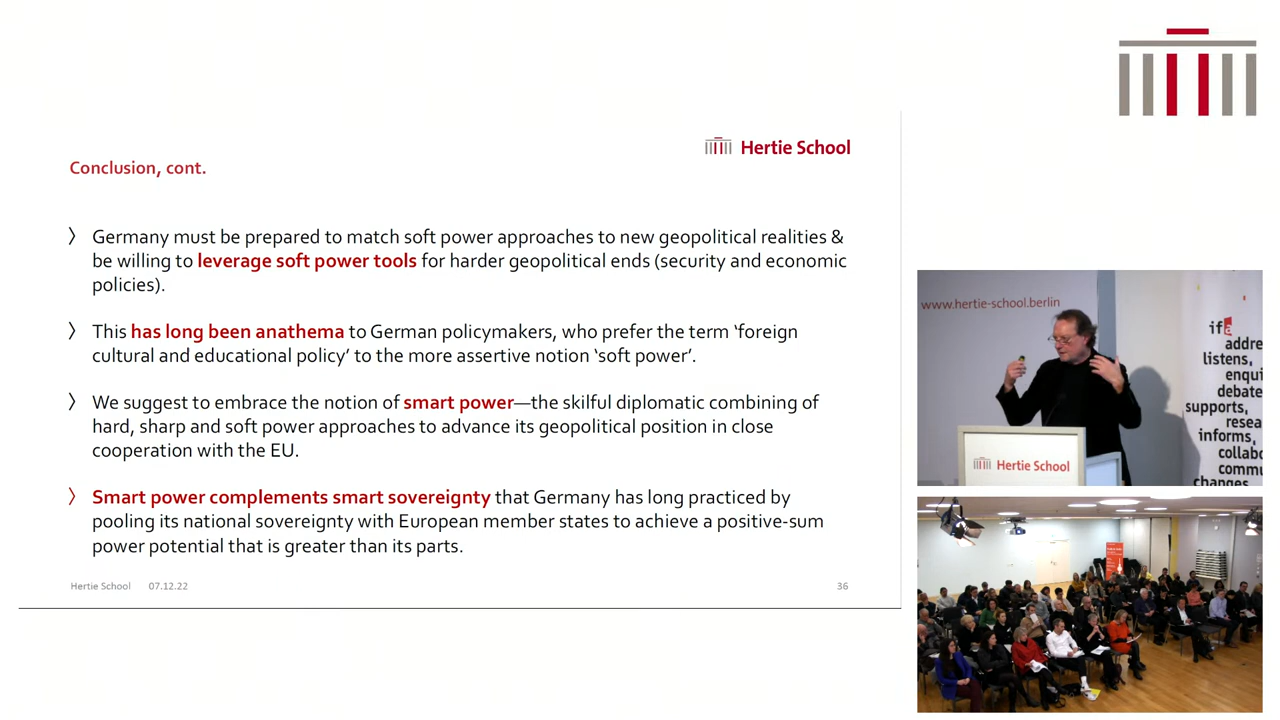 Hertie School
Conclusion, cont.
〉 Germany must be prepared to match soft power approaches to new geopolitical realities &
be willing to leverage soft power tools for harder geopolitical ends (security and economic
policies).
〉 This has long been anathema to German policymakers, who prefer the term ‘foreign
cultural and educational policy’ to the more assertive notion ‘soft power’.
〉 We suggest to embrace the notion of smart power—the skilful diplomatic combining of
hard, sharp and soft power approaches to advance its geopolitical position in close
cooperation with the EU.
〉 Smart power complements smart sovereignty that Germany has long practiced by
pooling its national sovereignty with European member states to achieve a positive-sum
power potential that is greater than its parts.
Hertie School 07.12.22 36
www.hertie-school.berlin
ifa
addre
listens,
enqui
debate
supports,
resea
informs,
collabo
commu
changes
Hertie School